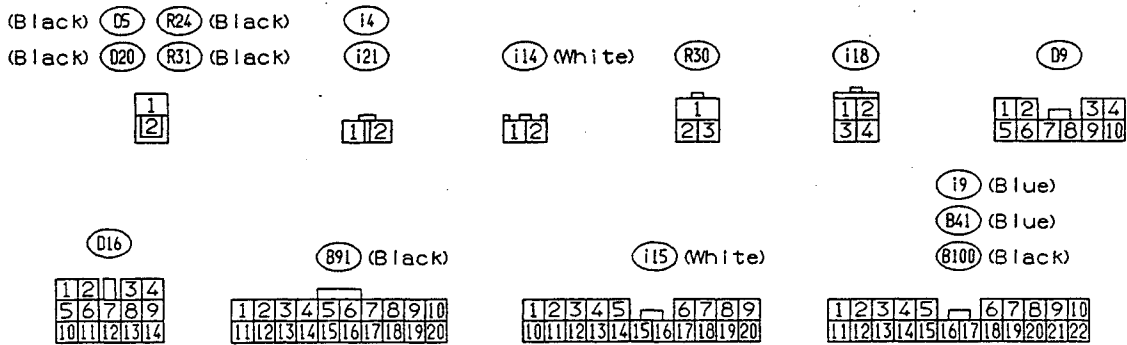 (Black) D5 R24 (Black) i4
(Black) D20 R31 (Black) i21 i14 (White) R30 i18 D9
1 1 1 2 1 2 3 4
2 1 2 1 2 2 3 3 4 5 6 7 8 9 10
i9 (Blue)
B41 (Blue)
D16 B91 (Black) i15 (White) B100 (Black)
1 2 3 4
5 6 7 8 9 1 2 3 4 5 6 7 8 9 10 1 2 3 4 5 6 7 8 9 1 2 3 4 5 6 7 8 9 10
10 11 12 13 14 11 12 13 14 15 16 17 18 19 20 10 11 12 13 14 15 16 17 18 19 20 11 12 13 14 15 16 17 18 19 20 21 22